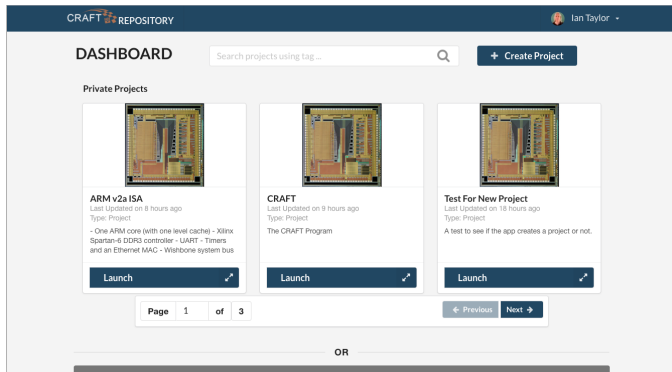 CRAFT REPOSITORY
Ian Taylor
DASHBOARD
Search projects using tag ...
Create Project
Private Projects
ARM v2a ISA
Last Updated on 8 hours ago
Type: Project
- One ARM core (with one level cache) - Xilinx
Spartan-6 DDR3 controller - UART - Timers
and an Ethernet MAC - Wishbone system bus
Launch
CRAFT
Last Updated on 9 hours ago
Type: Project
The CRAFT Program
Launch
Test For New Project
Last Updated on 18 hours ago
Type: Project
A test to see if the app creates a project or not.
Launch
Page 1 of 3
Previous Next
OR